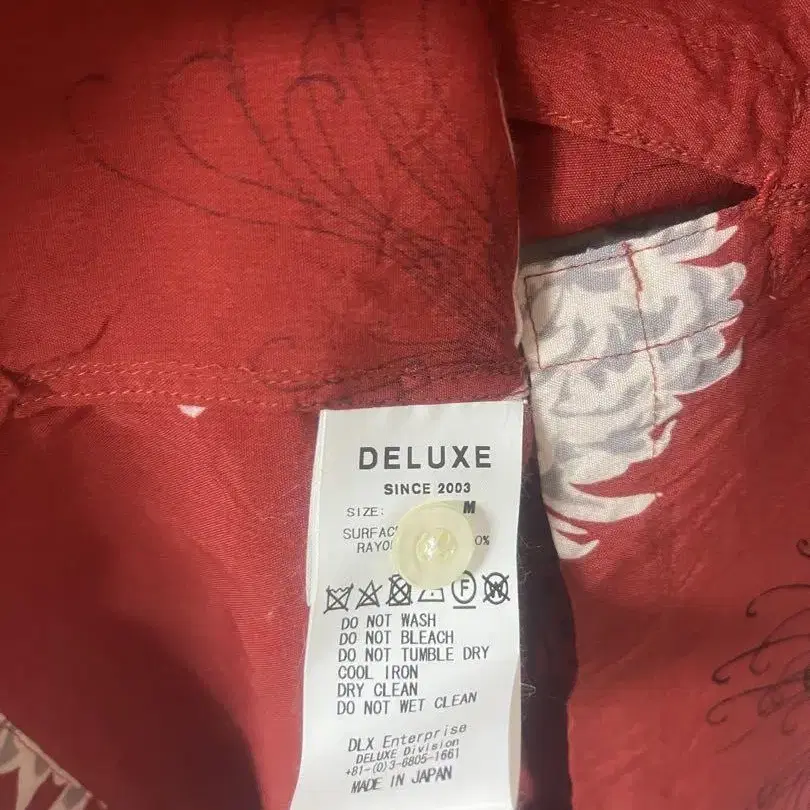 DELUXE
SINCE 2003
SIZE: M
SURFAC
RAYO 0%
DO NOT WASH
DO NOT BLEACH
DO NOT TUMBLE DRY
COOL IRON
DRY CLEAN
DO NOT WET CLEAN
DLX Enterprise
DELUXE Division
+81-(0)3-6805-1661
MADE IN JAPAN